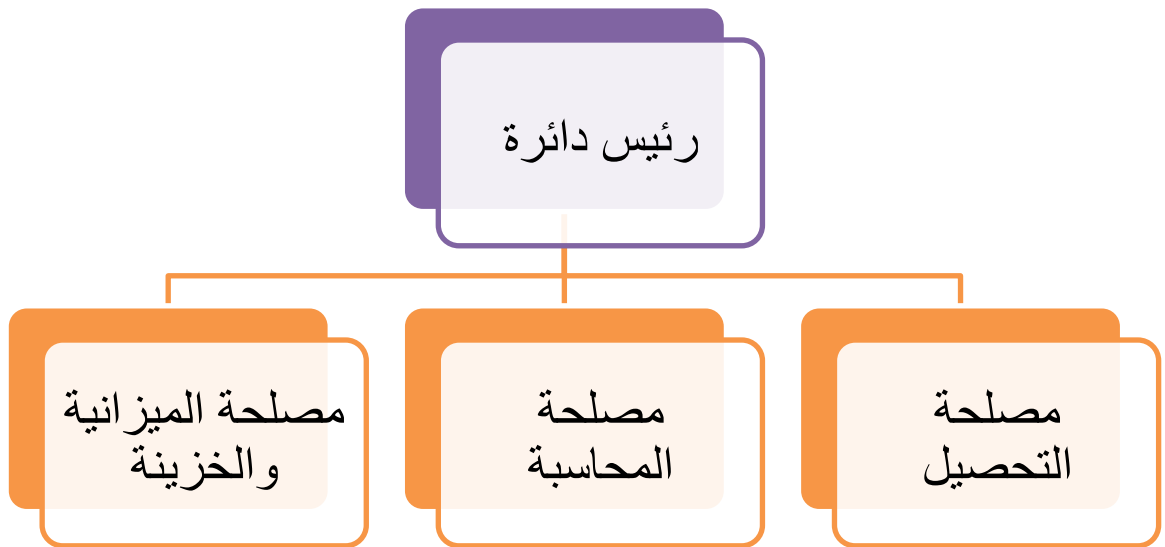 رئيس دائرة
مصلحة
التحصيل
مصلحة
المحاسبة
مصلحة الميزانية
والخزينة